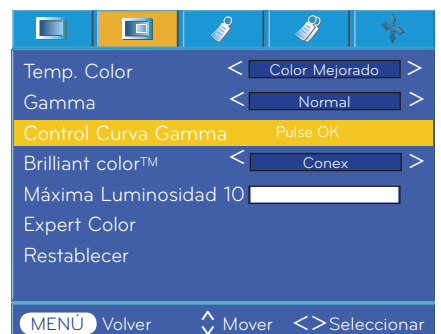 Temp. Color < Color Mejorado >
Gamma < Normal >
Control Curva Gamma Pulse OK
Brilliant color™ < Conex >
Máxima Luminosidad 10
Expert Color
Restablecer
MENÚ Volver Mover <> Seleccionar